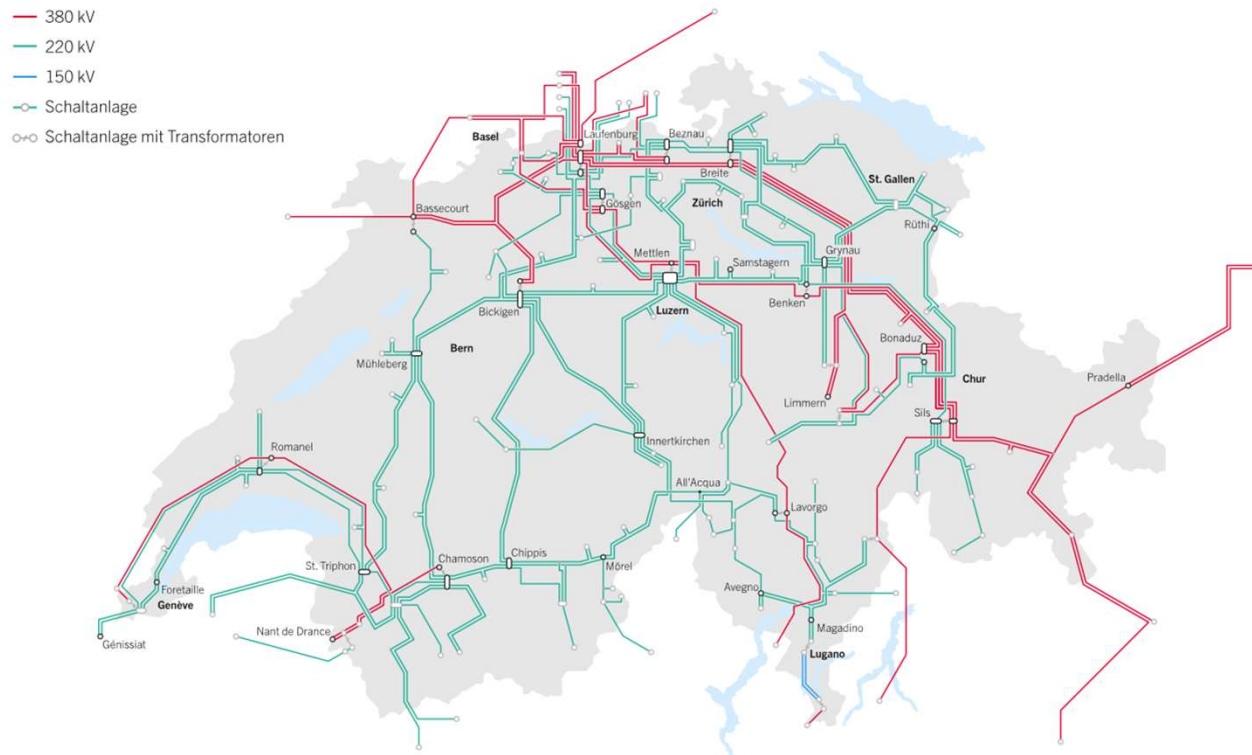 380 kV
220 kV
150 kV
Schaltanlage
Schaltanlage mit Transformatoren
Basel
Laufenburg
Beznau
Breite
St. Gallen
Gösgen
Zürich
Bassecourt
Rüthi
Mettlen
Samstagern
Grynau
Benken
Bickigen
Luzern
Bern
Mühleberg
Bonaduz
Chur
Pradella
Limmern
Sils
Innertkirchen
Romanel
All'Acqua
Lavorgo
Chamoson
Chippis
Mörel
St. Triphon
Foretaille
Genève
Avegno
Magadino
Nant de Drance
Génissiat
Lugano